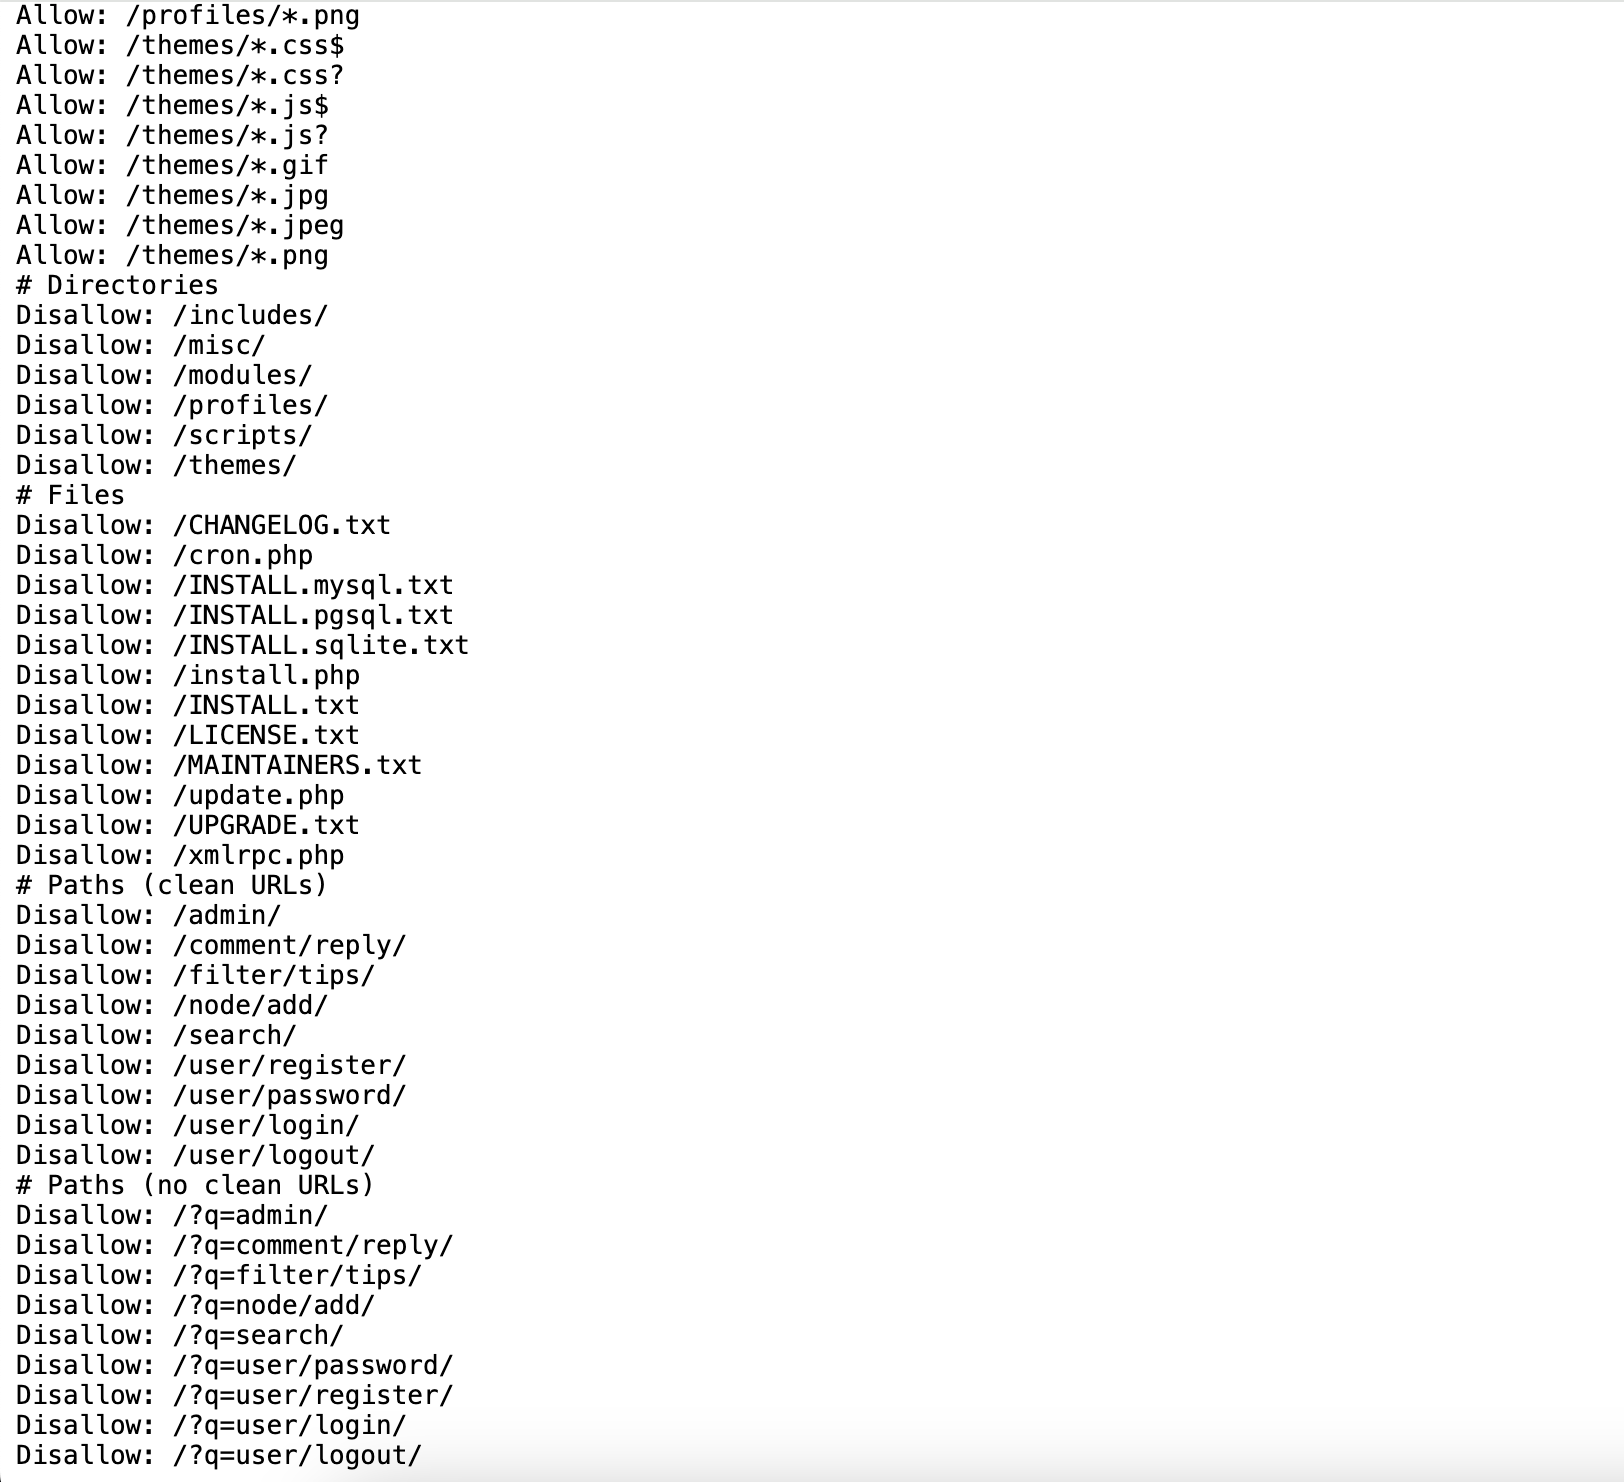 Allow: /profiles/*.png
Allow: /themes/*.css$
Allow: /themes/*.css?
Allow: /themes/*.js$
Allow: /themes/*.js?
Allow: /themes/*.gif
Allow: /themes/*.jpg
Allow: /themes/*.jpeg
Allow: /themes/*.png
# Directories
Disallow: /includes/
Disallow: /misc/
Disallow: /modules/
Disallow: /profiles/
Disallow: /scripts/
Disallow: /themes/
# Files
Disallow: /CHANGELOG.txt
Disallow: /cron.php
Disallow: /INSTALL.mysql.txt
Disallow: /INSTALL.pgsql.txt
Disallow: /INSTALL.sqlite.txt
Disallow: /install.php
Disallow: /INSTALL.txt
Disallow: /LICENSE.txt
Disallow: /MAINTAINERS.txt
Disallow: /update.php
Disallow: /UPGRADE.txt
Disallow: /xmlrpc.php
# Paths (clean URLs)
Disallow: /admin/
Disallow: /comment/reply/
Disallow: /filter/tips/
Disallow: /node/add/
Disallow: /search/
Disallow: /user/register/
Disallow: /user/password/
Disallow: /user/login/
Disallow: /user/logout/
# Paths (no clean URLs)
Disallow: /?q=admin/
Disallow: /?q=comment/reply/
Disallow: /?q=filter/tips/
Disallow: /?q=node/add/
Disallow: /?q=search/
Disallow: /?q=user/password/
Disallow: /?q=user/register/
Disallow: /?q=user/login/
Disallow: /?q=user/logout/